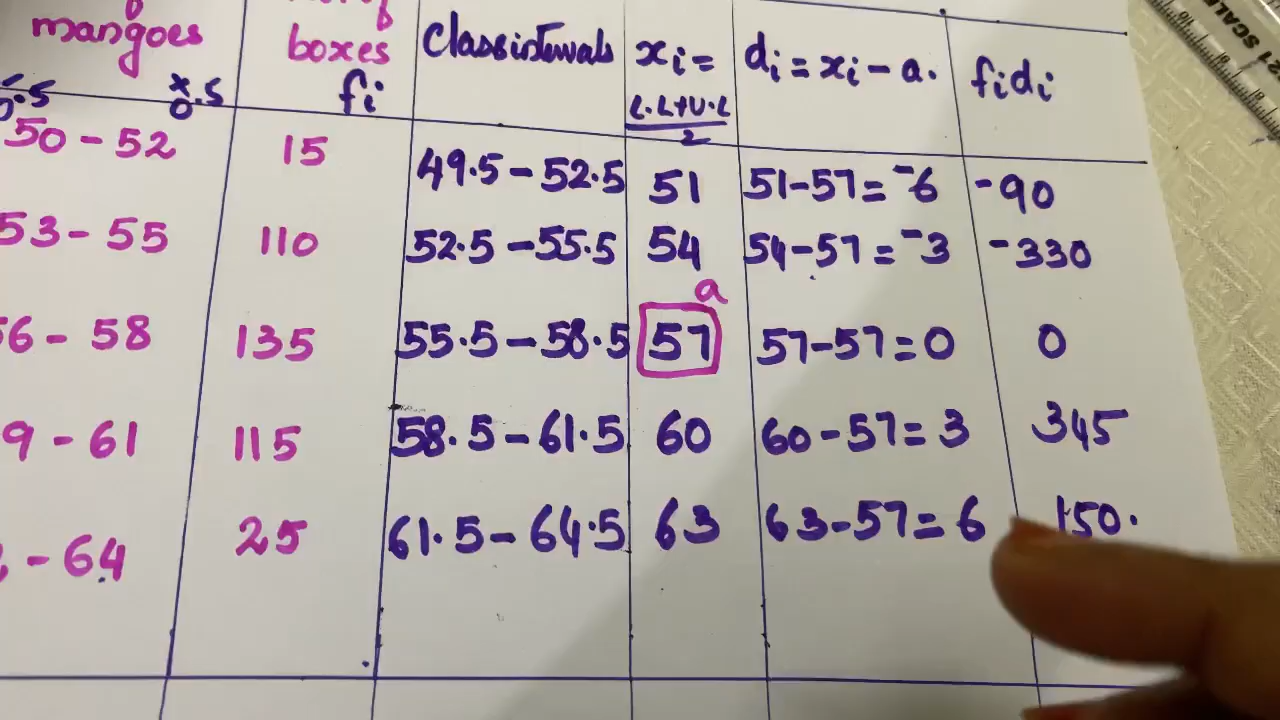 mangoes boxes Classintervals xi = di = xi - a. fidi
fi L.L+U.L
2
50 - 52 15 49.5 - 52.5 51 51-57 = -6 -90
53 - 55 110 52.5 - 55.5 54 54-57 = -3 -330
a
56 - 58 135 55.5 - 58.5 57 57-57 = 0 0
9 - 61 115 58.5 - 61.5 60 60-57 = 3 345
- 64 25 61.5 - 64.5 63 63-57 = 6 150.